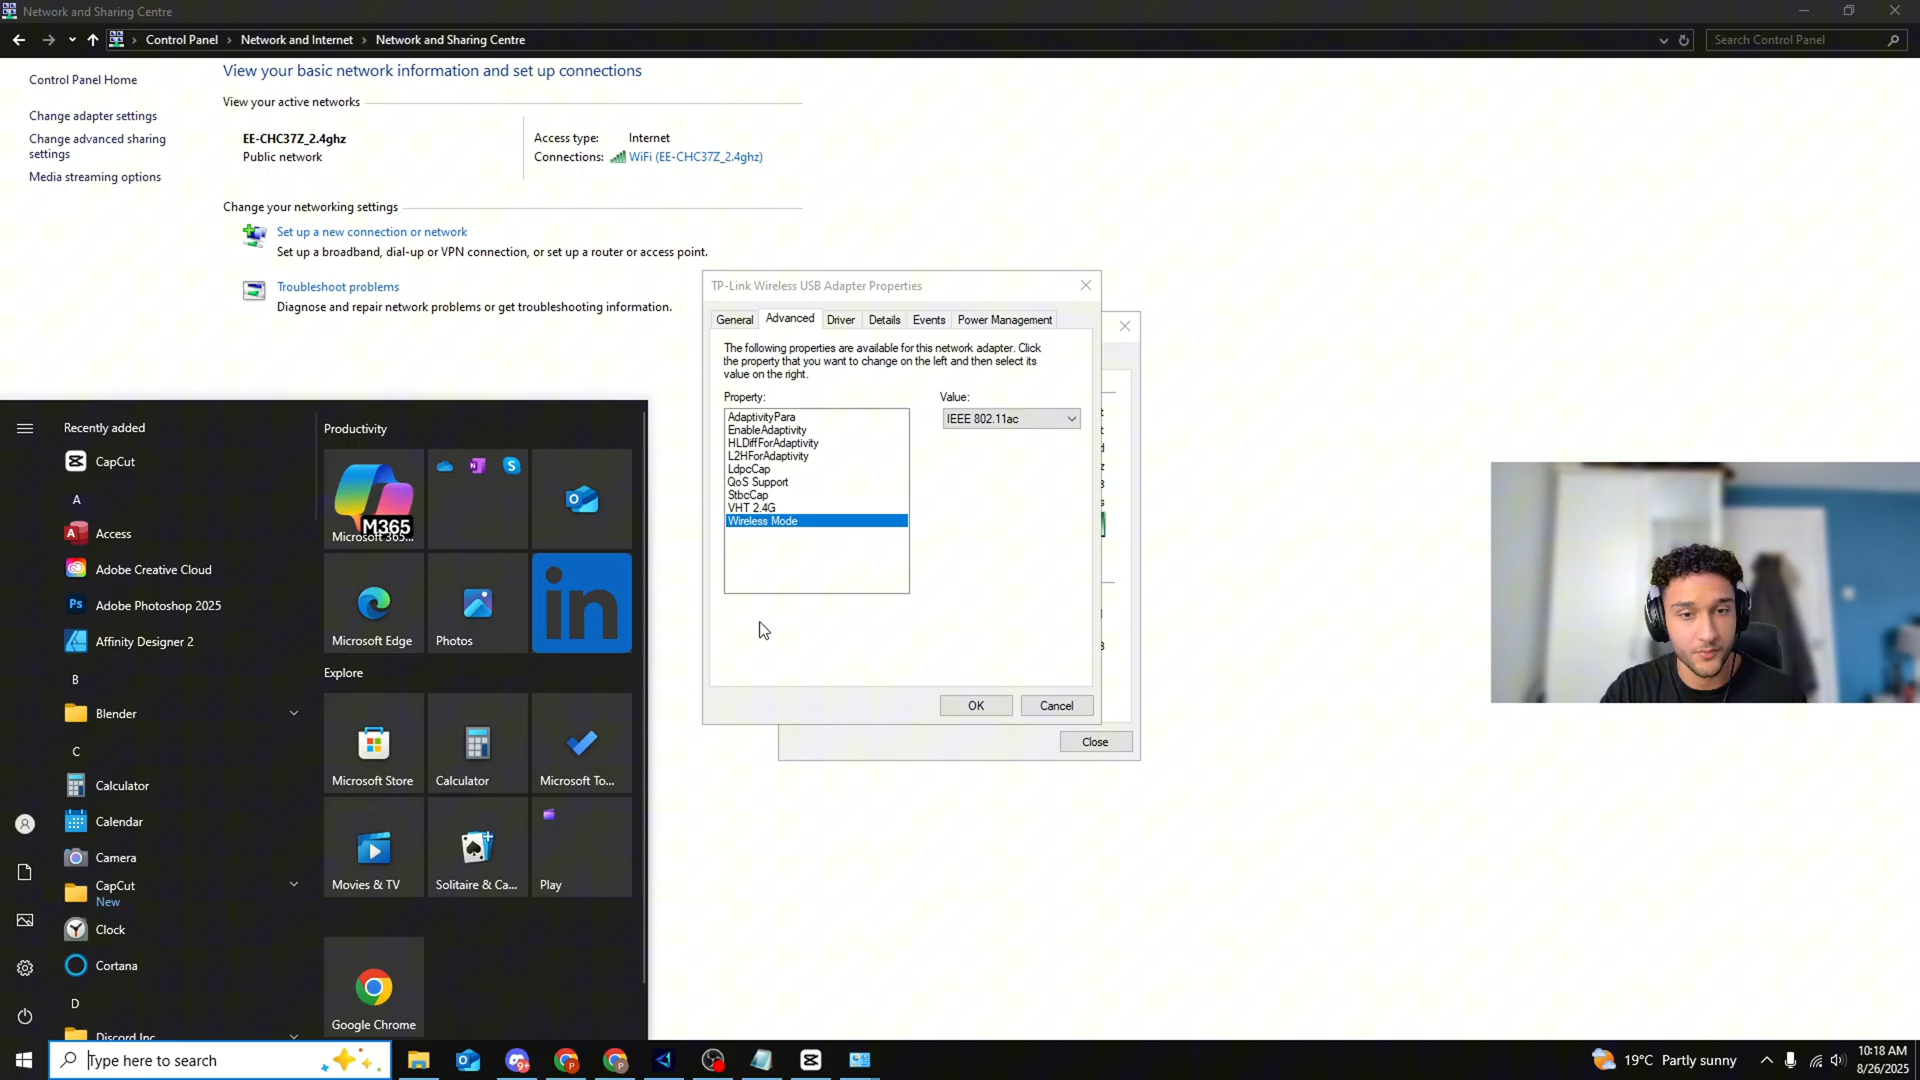 Network and Sharing Centre
Control Panel
Network and Internet
Network and Sharing Centre
Search Control Panel
Control Panel Home
Change adapter settings
Change advanced sharing
settings
Media streaming options
View your basic network information and set up connections
View your active networks
EE-CHC37Z_2.4ghz
Public network
Access type: Internet
Connections: WiFi (EE-CHC37Z_2.4ghz)
Change your networking settings
Set up a new connection or network
Set up a broadband, dial-up or VPN connection, or set up a router or access point.
Troubleshoot problems
Diagnose and repair network problems or get troubleshooting information.
TP-Link Wireless USB Adapter Properties
General
Advanced
Driver
Details
Events
Power Management
The following properties are available for this network adapter. Click
the property that you want to change on the left and then select its
value on the right.
Property:
Value:
AdaptivityPara
EnableAdaptivity
HLDiffForAdaptivity
L2HForAdaptivity
LdpcCap
QoS Support
StbcCap
VHT 2.4G
Wireless Mode
IEEE 802.11ac
OK
Cancel
Close
Recently added
CapCut
A
Access
Adobe Creative Cloud
Adobe Photoshop 2025
Affinity Designer 2
B
Blender
C
Calculator
Calendar
Camera
CapCut
New
Clock
Cortana
D
Discord Inc
Productivity
M365
Microsoft 365...
Microsoft Edge
Photos
in
Explore
Microsoft Store
Calculator
Microsoft To...
Movies & TV
Solitaire & Ca...
Play
Google Chrome
Type here to search
19°C Partly sunny
10:18 AM
8/26/2025